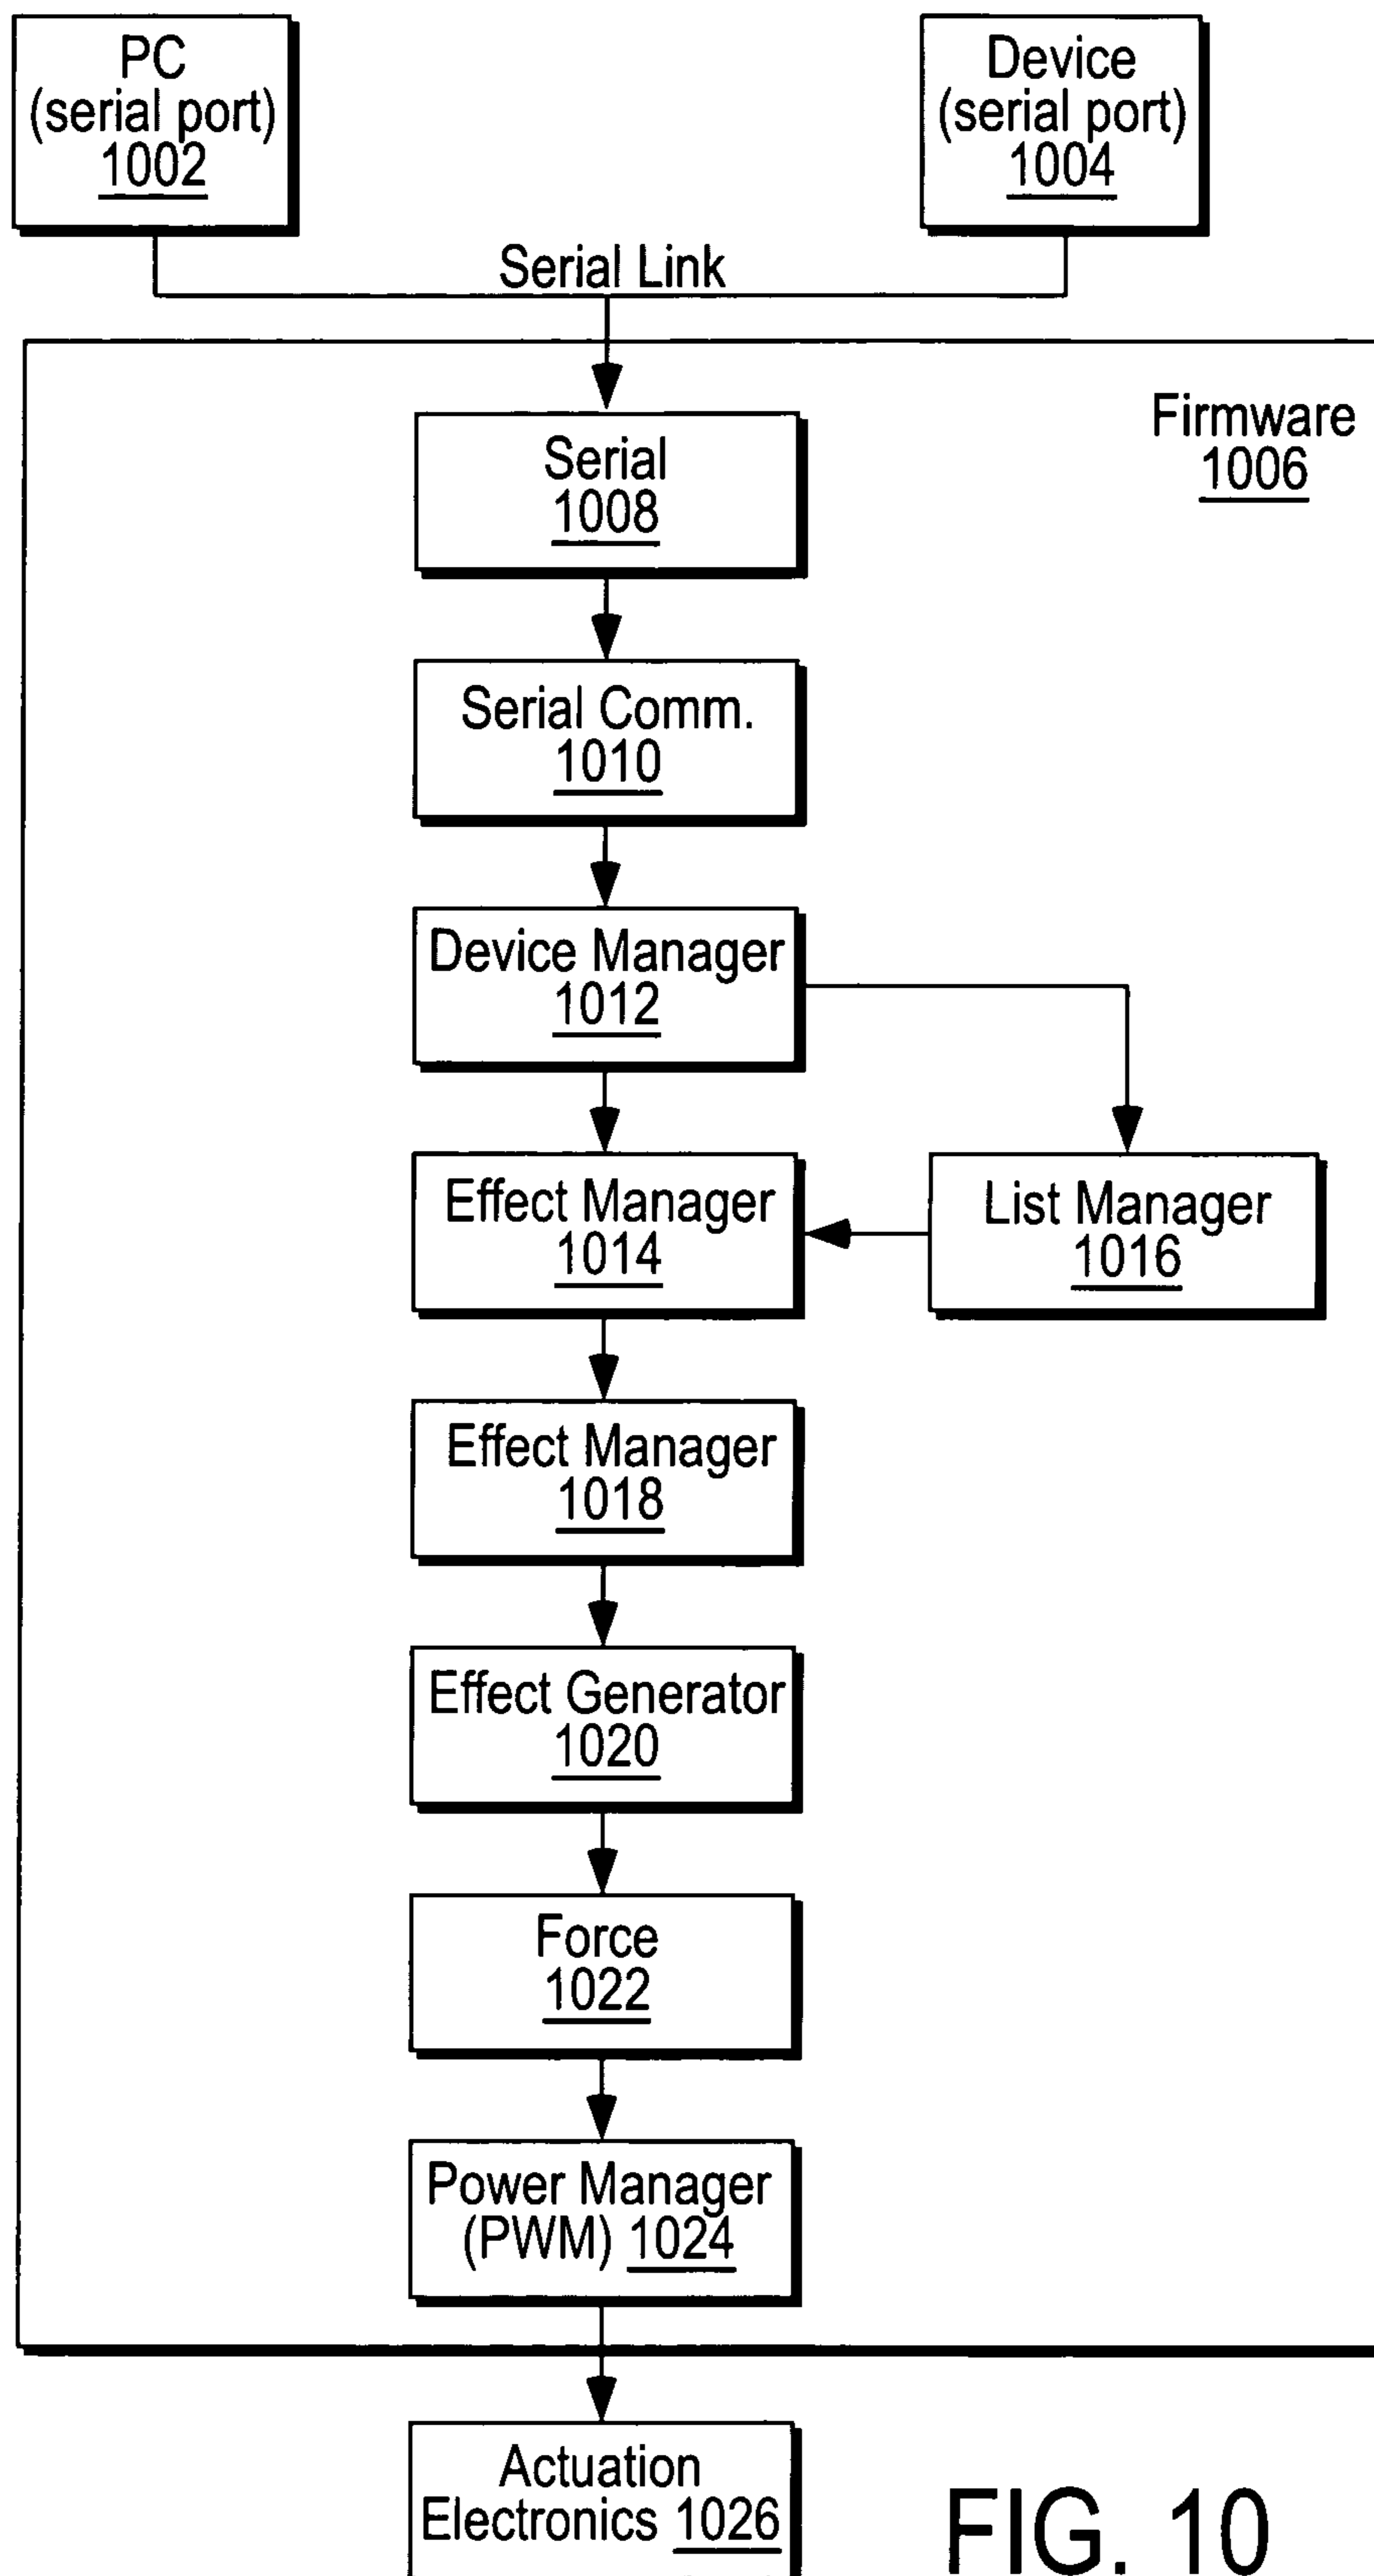 PC
(serial port)
1002
Device
(serial port)
1004
Serial Link
Firmware
1006
Serial
1008
Serial Comm.
1010
Device Manager
1012
Effect Manager
1014
List Manager
1016
Effect Manager
1018
Effect Generator
1020
Force
1022
Power Manager
(PWM) 1024
Actuation
Electronics 1026
FIG. 10